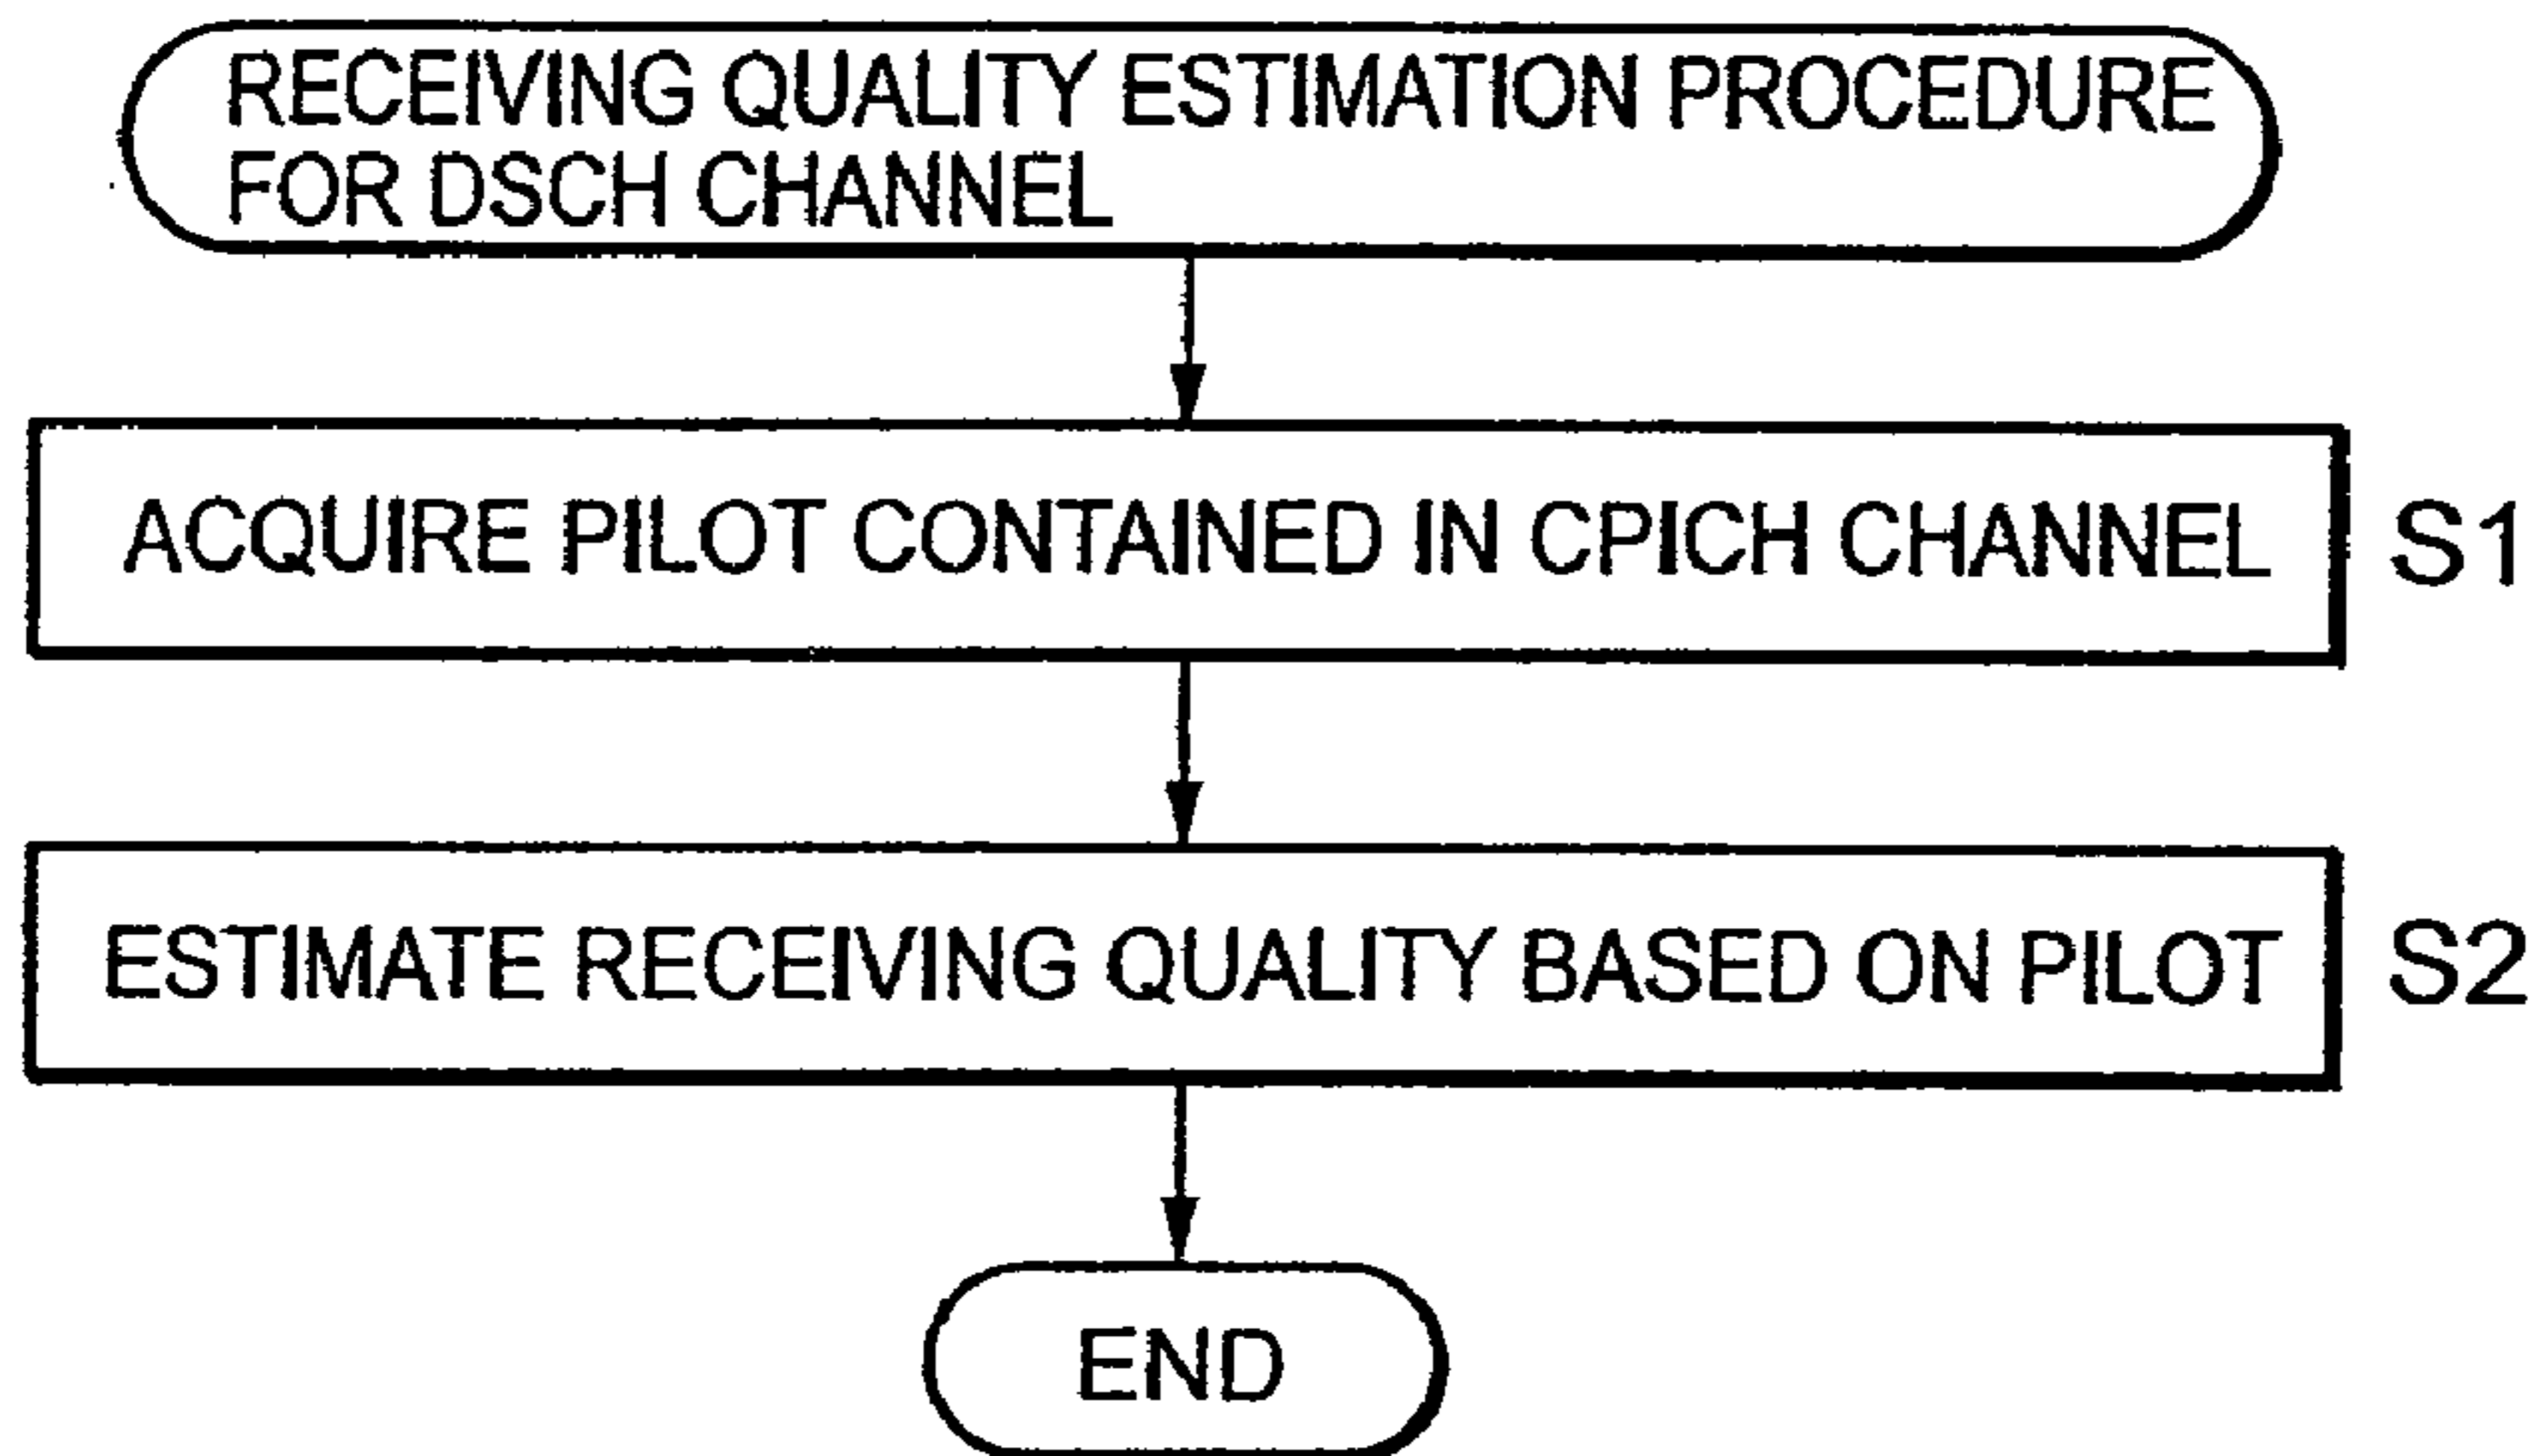 RECEIVING QUALITY ESTIMATION PROCEDURE
FOR DSCH CHANNEL
ACQUIRE PILOT CONTAINED IN CPICH CHANNEL
S1
ESTIMATE RECEIVING QUALITY BASED ON PILOT
S2
END